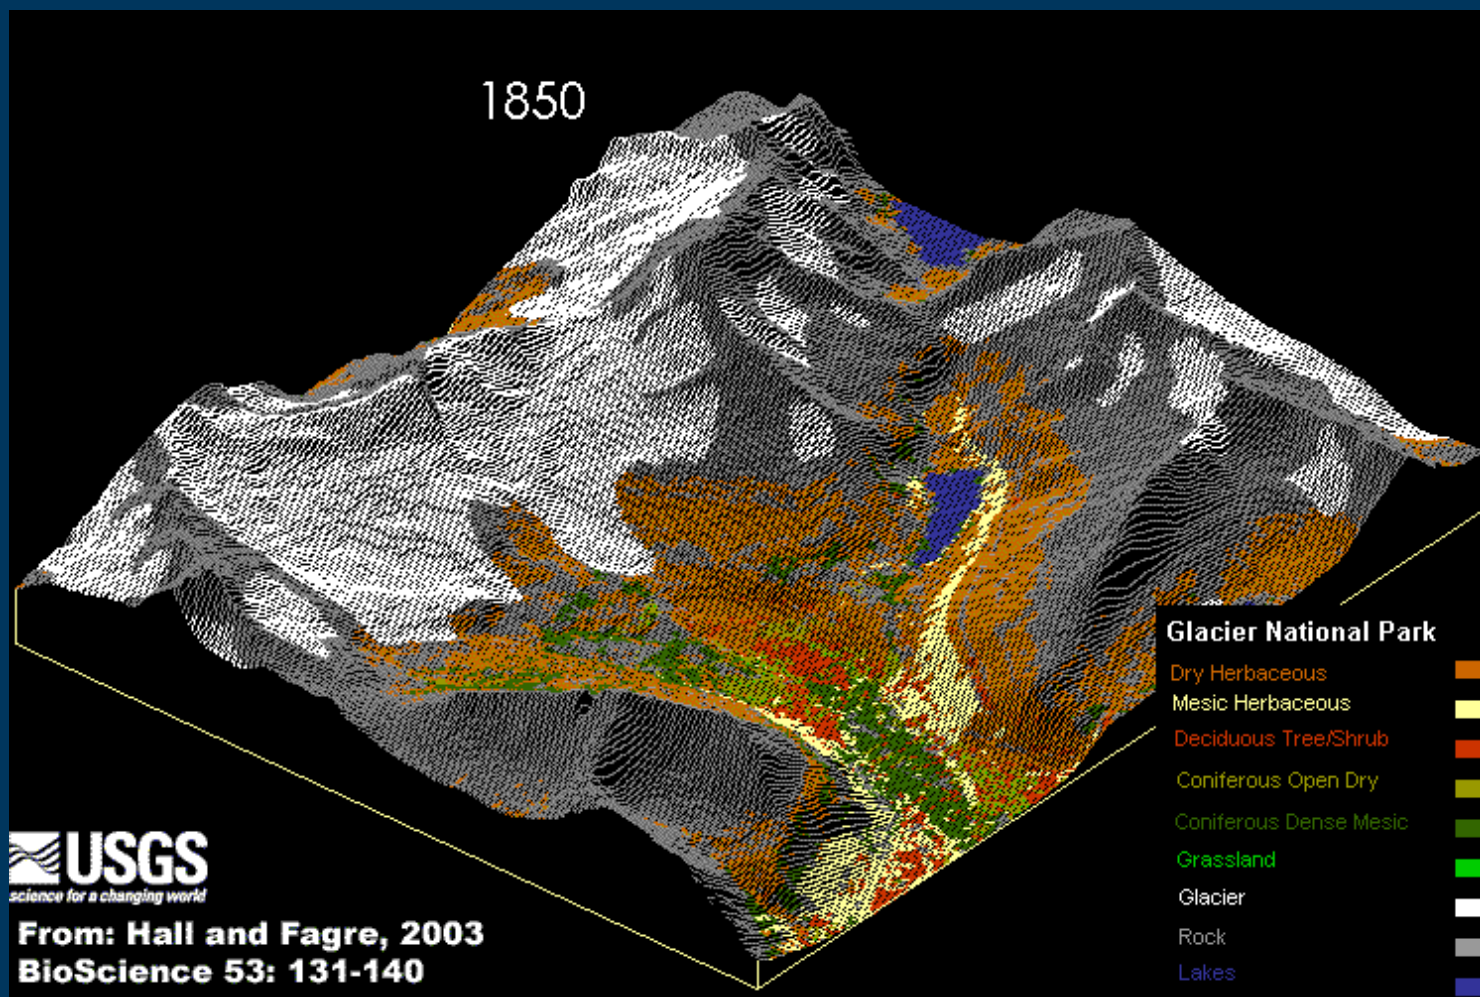 1850
Glacier National Park
Dry Herbaceous
Mesic Herbaceous
Deciduous Tree/Shrub
Coniferous Open Dry
Coniferous Dense Mesic
Grassland
Glacier
Rock
Lakes
USGS
science for a changing world
From: Hall and Fagre, 2003
BioScience 53: 131-140